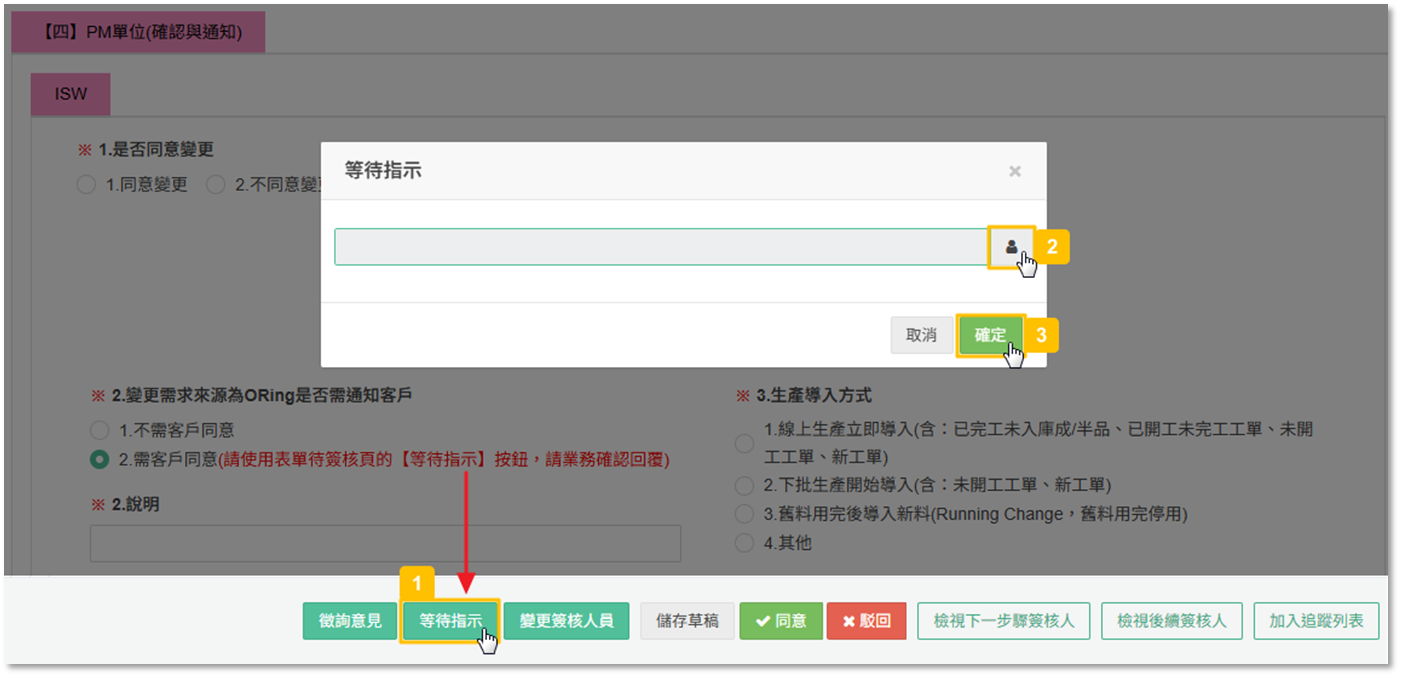 【四】PM單位(確認與通知)
ISW
※ 1.是否同意變更
1.同意變更 2.不同意變
等待指示 ×
2
取消 確定 3
※ 2.變更需求來源為ORing是否需通知客戶
1.不需客戶同意
2.需客戶同意(請使用表單待簽核頁的【等待指示】按鈕,請業務確認回覆)
※ 2.說明
※ 3.生產導入方式
1.線上生產立即導入(含:已完工未入庫成/半品、已開工未完工工單、未開
工工單、新工單)
2.下批生產開始導入(含:未開工工單、新工單)
3.舊料用完後導入新料(Running Change,舊料用完停用)
4.其他
1
徵詢意見 等待指示 變更簽核人員 儲存草稿 同意 駁回 檢視下一步驟簽核人 檢視後續簽核人 加入追蹤列表